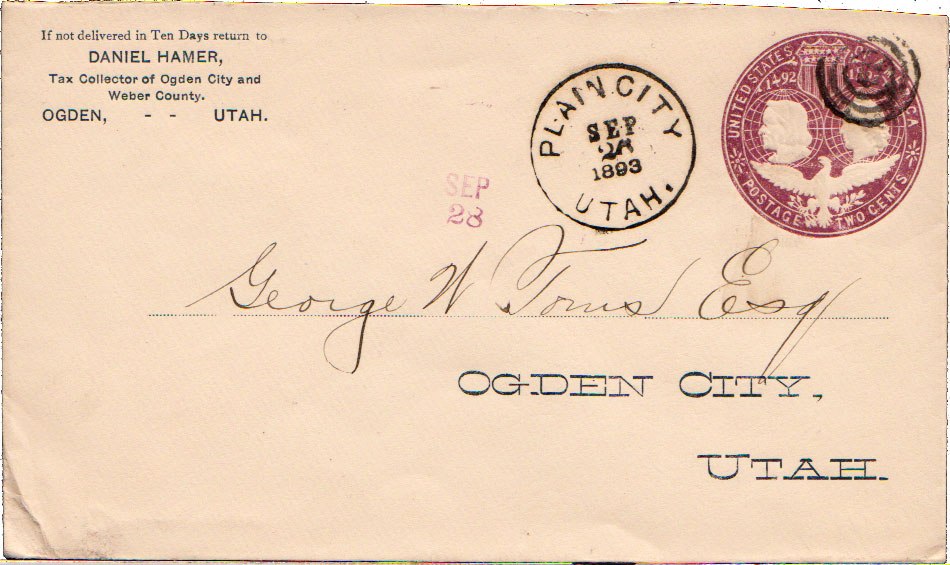 If not delivered in Ten Days return to
DANIEL HAMER,
Tax Collector of Ogden City and
Weber County.
OGDEN, - - UTAH.
PLAIN CITY
SEP
1893
UTAH.
SEP
28
UNITED STATES
1492
POSTAGE TWO CENTS
George W Toms Esq
OGDEN CITY,
UTAH.